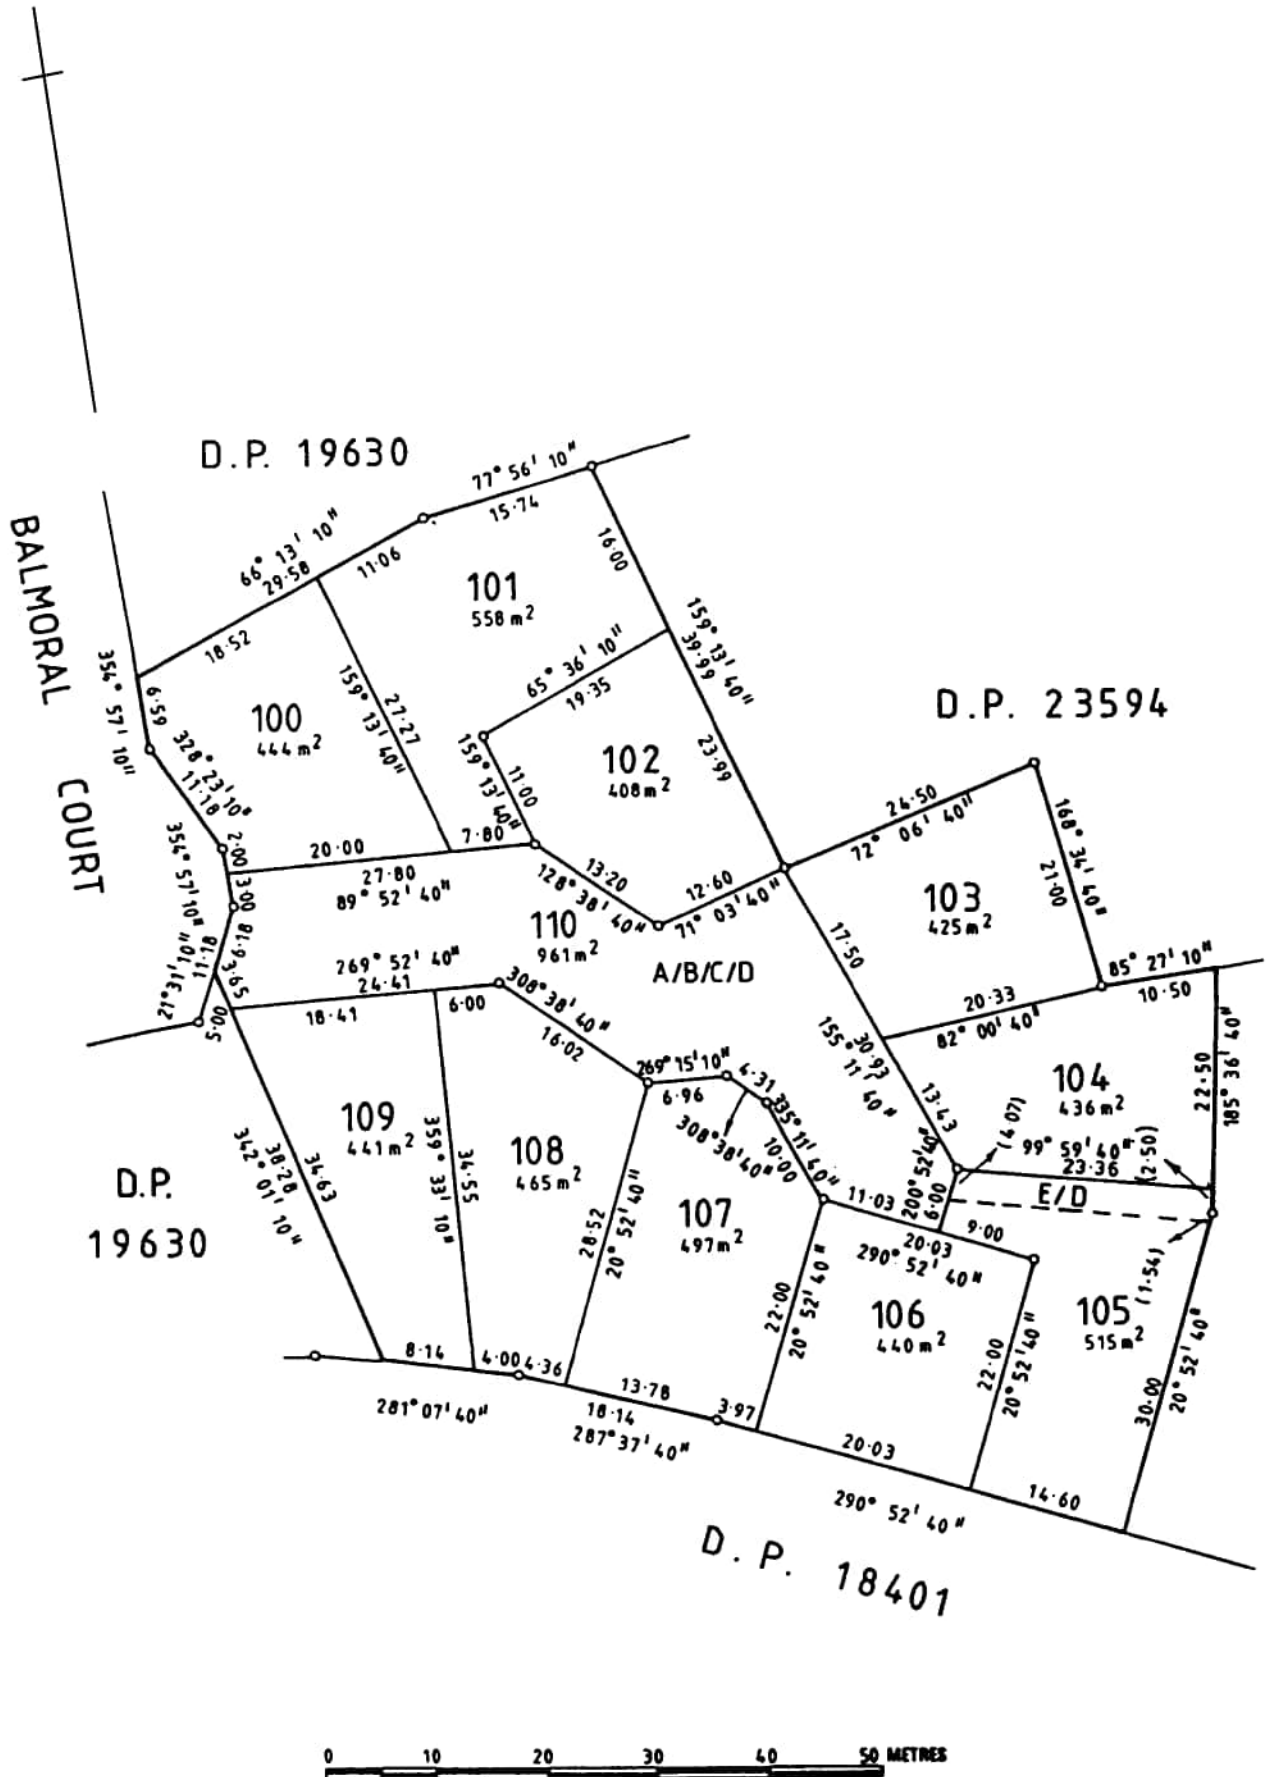 D.P. 19630
BALMORAL
COURT
77° 56' 10"
15·74
66° 13' 10"
29·58
11·06
18·52
101
558 m²
16·00
159° 13' 40"
39·99
23·99
65° 36' 10"
19·35
354° 57' 10"
6·59
100
444 m²
159° 13' 40"
27·27
159° 13' 40"
11·00
102
408 m²
D.P. 23594
328° 23' 10"
11·18
2·00
354° 57' 10"
3·00
20·00
7·80
27·80
89° 52' 40"
13·20
128° 38' 40"
12·60
71° 03' 40"
24·50
72° 06' 40"
168° 34' 40"
21·00
103
425 m²
110
961 m²
A/B/C/D
17·50
21° 31' 10"
11·18
6·18
5·00
3·65
269° 52' 40"
24·41
18·41
6·00
308° 38' 40"
16·02
85° 27' 10"
10·50
20·33
82° 00' 40"
155° 11' 40"
30·93
13·43
104
436 m²
22·50
185° 36' 40"
269° 15' 10"
6·96
4·31
308° 38' 40"
335° 11' 40"
10·00
109
441 m²
342° 01' 10"
38·28
34·63
359° 33' 10"
34·55
108
465 m²
D.P.
19630
28·52
20° 52' 40"
107
497 m²
(4·07)
99° 59' 40"
23·36
(2·50)
200° 52' 40"
6·00
E/D
11·03
9·00
20·03
290° 52' 40"
22·00
20° 52' 40"
106
440 m²
22·00
20° 52' 40"
105
515 m²
(1·54)
30·00
20° 52' 40"
8·14
4·00
4·36
281° 07' 40"
13·78
18·14
287° 37' 40"
3·97
20·03
290° 52' 40"
14·60
D.P. 18401
0 10 20 30 40 50 METRES